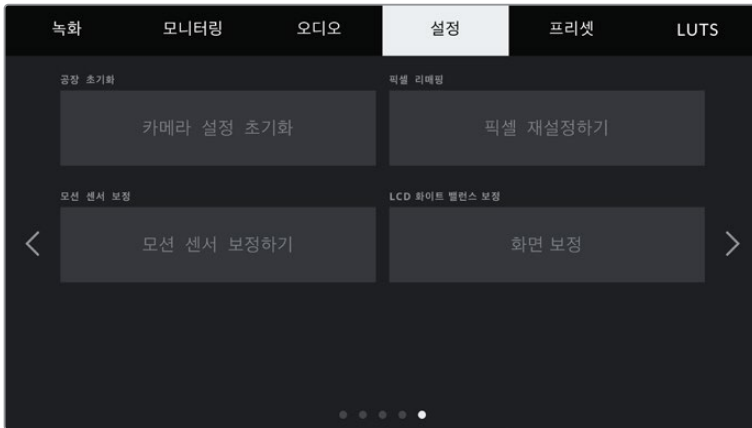 녹화 모니터링 오디오 설정 프리셋 LUTS
공장 초기화 픽셀 리매핑
카메라 설정 초기화 픽셀 재설정하기
모션 센서 보정 LCD 화이트 밸런스 보정
모션 센서 보정하기 화면 보정